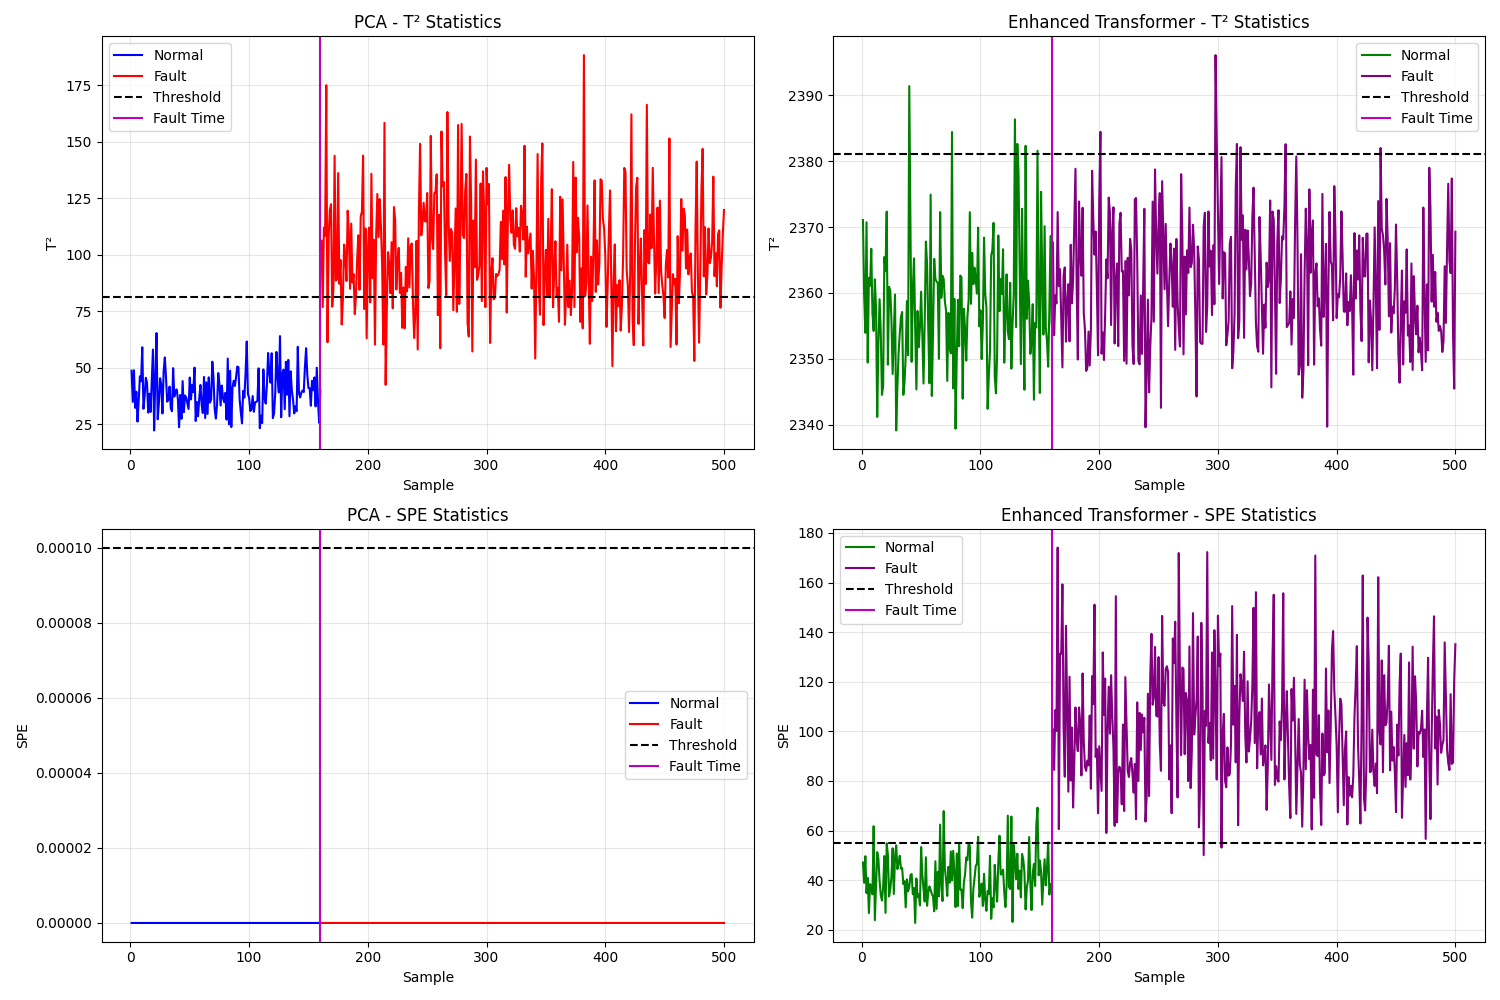 PCA - T² Statistics
T²
175
150
125
100
75
50
25
0 100 200 300 400 500
Sample
Normal
Fault
Threshold
Fault Time
Enhanced Transformer - T² Statistics
T²
2390
2380
2370
2360
2350
2340
0 100 200 300 400 500
Sample
Normal
Fault
Threshold
Fault Time
PCA - SPE Statistics
SPE
0.00010
0.00008
0.00006
0.00004
0.00002
0.00000
0 100 200 300 400 500
Sample
Normal
Fault
Threshold
Fault Time
Enhanced Transformer - SPE Statistics
SPE
180
160
140
120
100
80
60
40
20
0 100 200 300 400 500
Sample
Normal
Fault
Threshold
Fault Time